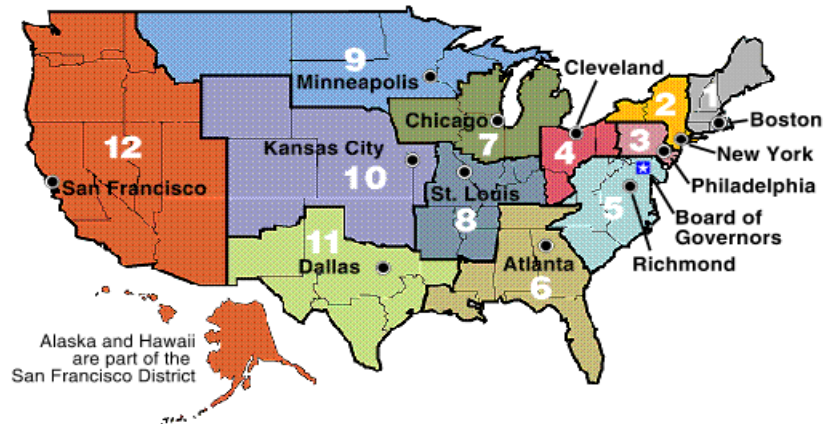 9
Minneapolis
Cleveland
2
1
Chicago
7
Boston
12
Kansas City
4
3
New York
10
San Francisco
St. Louis
Philadelphia
8
5
Board of
Governors
11
Dallas
Atlanta
6
Richmond
Alaska and Hawaii
are part of the
San Francisco District